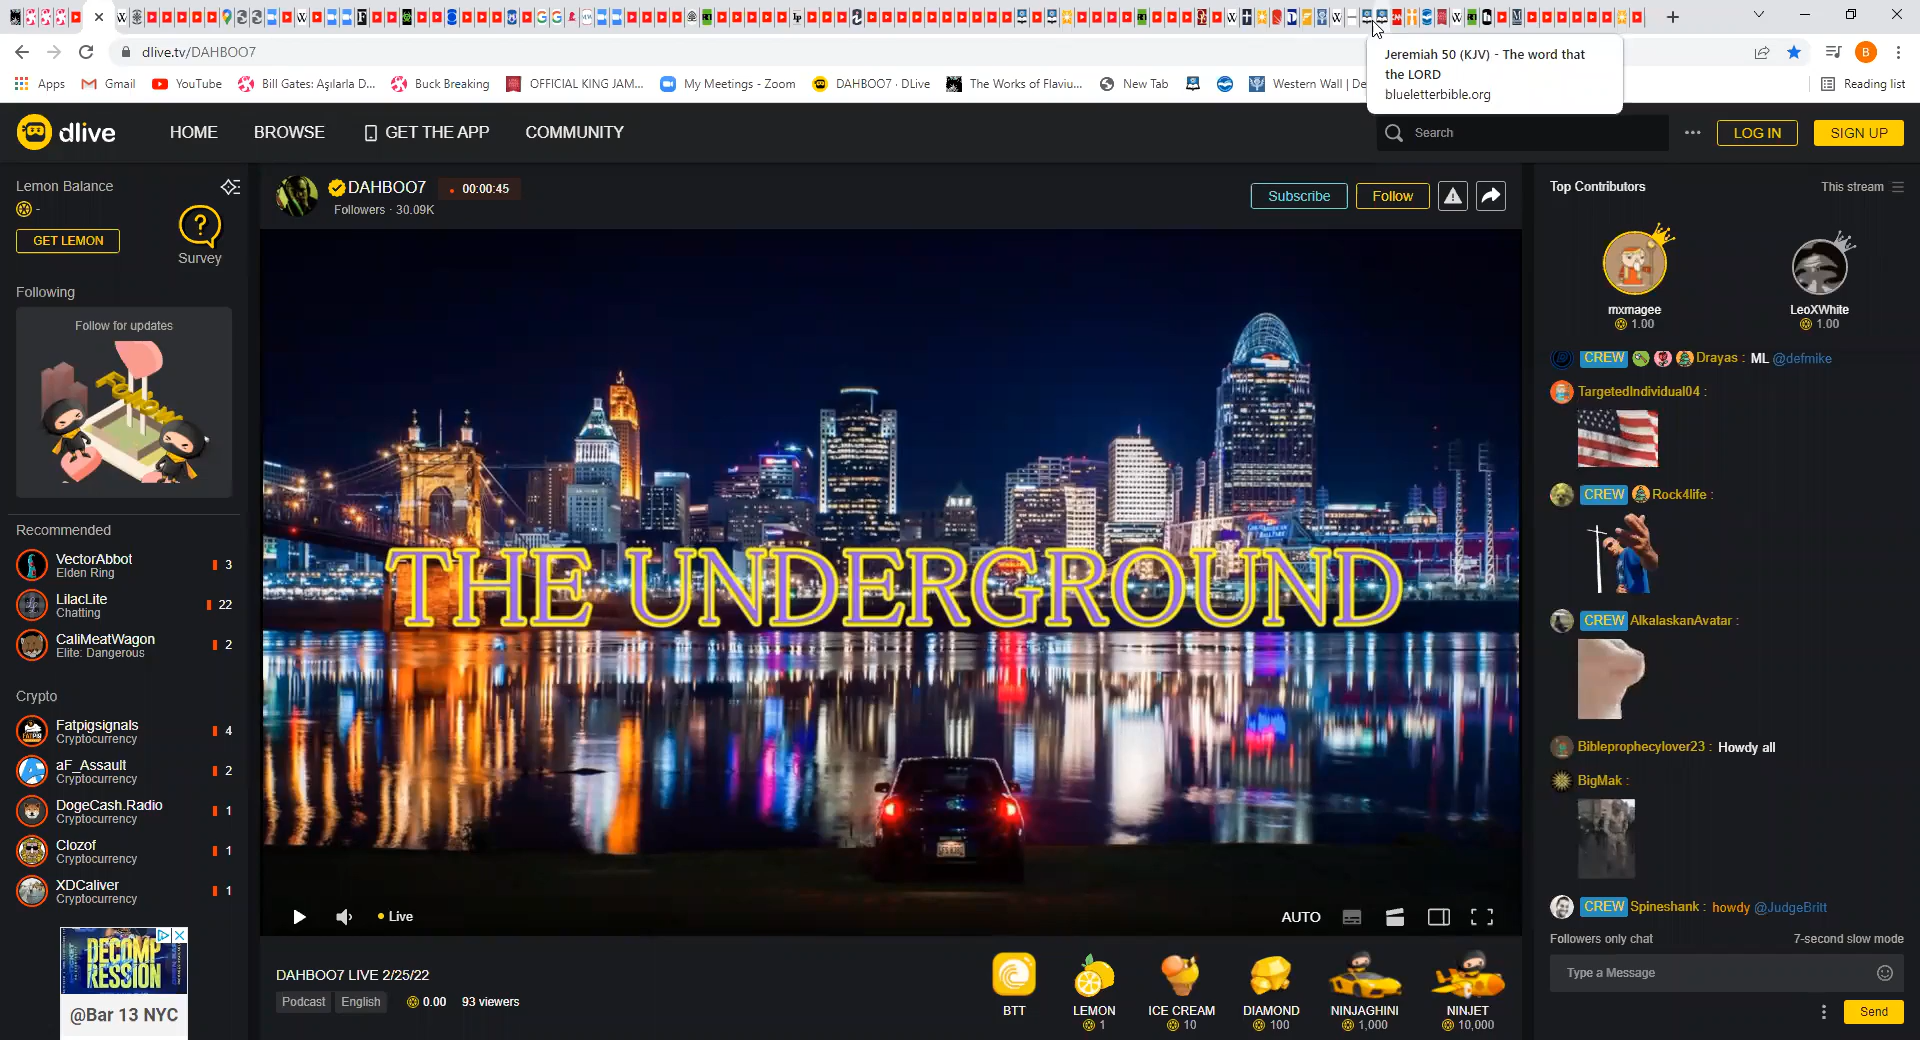 dlive.tv/DAHBOO7
Jeremiah 50 (KJV) - The word that
the LORD
blueletterbible.org
Apps
Gmail
YouTube
Bill Gates: Aşılarla D...
Buck Breaking
OFFICIAL KING JAM...
My Meetings - Zoom
DAHBOO7 · DLive
The Works of Flaviu...
New Tab
Western Wall | De
Reading list
dlive
HOME
BROWSE
GET THE APP
COMMUNITY
Search
LOG IN
SIGN UP
Lemon Balance
-
GET LEMON
Survey
Following
Follow for updates
Recommended
VectorAbbot
Elden Ring
3
LilacLite
Chatting
22
CaliMeatWagon
Elite: Dangerous
2
Crypto
Fatpigsignals
Cryptocurrency
4
aF_Assault
Cryptocurrency
2
DogeCash.Radio
Cryptocurrency
1
Clozof
Cryptocurrency
1
XDCaliver
Cryptocurrency
1
DECOMP
RESSION
@Bar 13 NYC
DAHBOO7
00:00:45
Followers · 30.09K
Subscribe
Follow
THE UNDERGROUND
Live
AUTO
DAHBOO7 LIVE 2/25/22
Podcast
English
0.00
93 viewers
BTT
LEMON
1
ICE CREAM
10
DIAMOND
100
NINJAGHINI
1,000
NINJET
10,000
Top Contributors
This stream
mxmagee
1.00
LeoXWhite
1.00
CREW Drayas : ML @defmike
TargetedIndividual04 :
CREW Rock4life :
CREW AlkalaskanAvatar :
Bibleprophecylover23 : Howdy all
BigMak :
CREW Spineshank : howdy @JudgeBritt
Followers only chat
7-second slow mode
Type a Message
Send